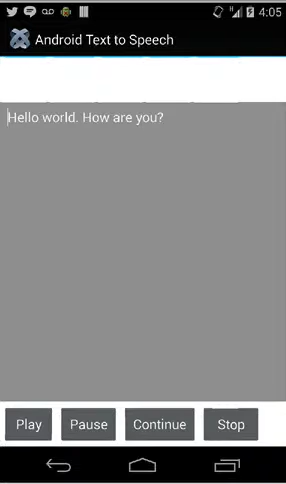 4:05
Android Text to Speech
Hello world. How are you?
Play Pause Continue Stop